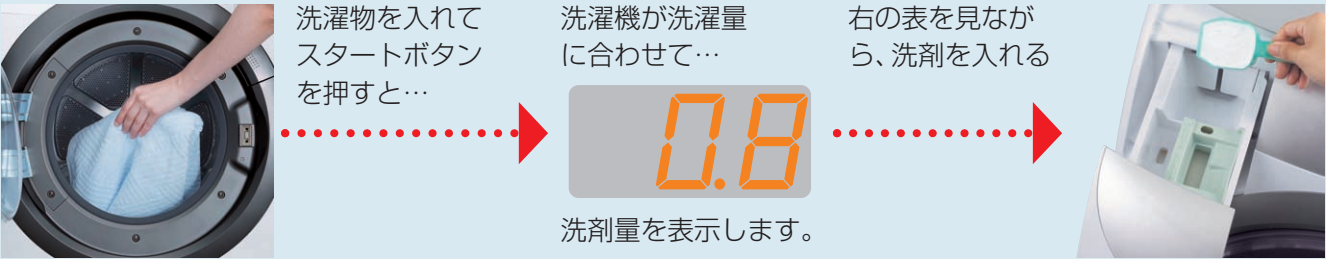 洗濯物を入れて
スタートボタン
を押すと…
洗濯機が洗濯量
に合わせて…
0.8
洗剤量を表示します。
右の表を見なが
ら、洗剤を入れる